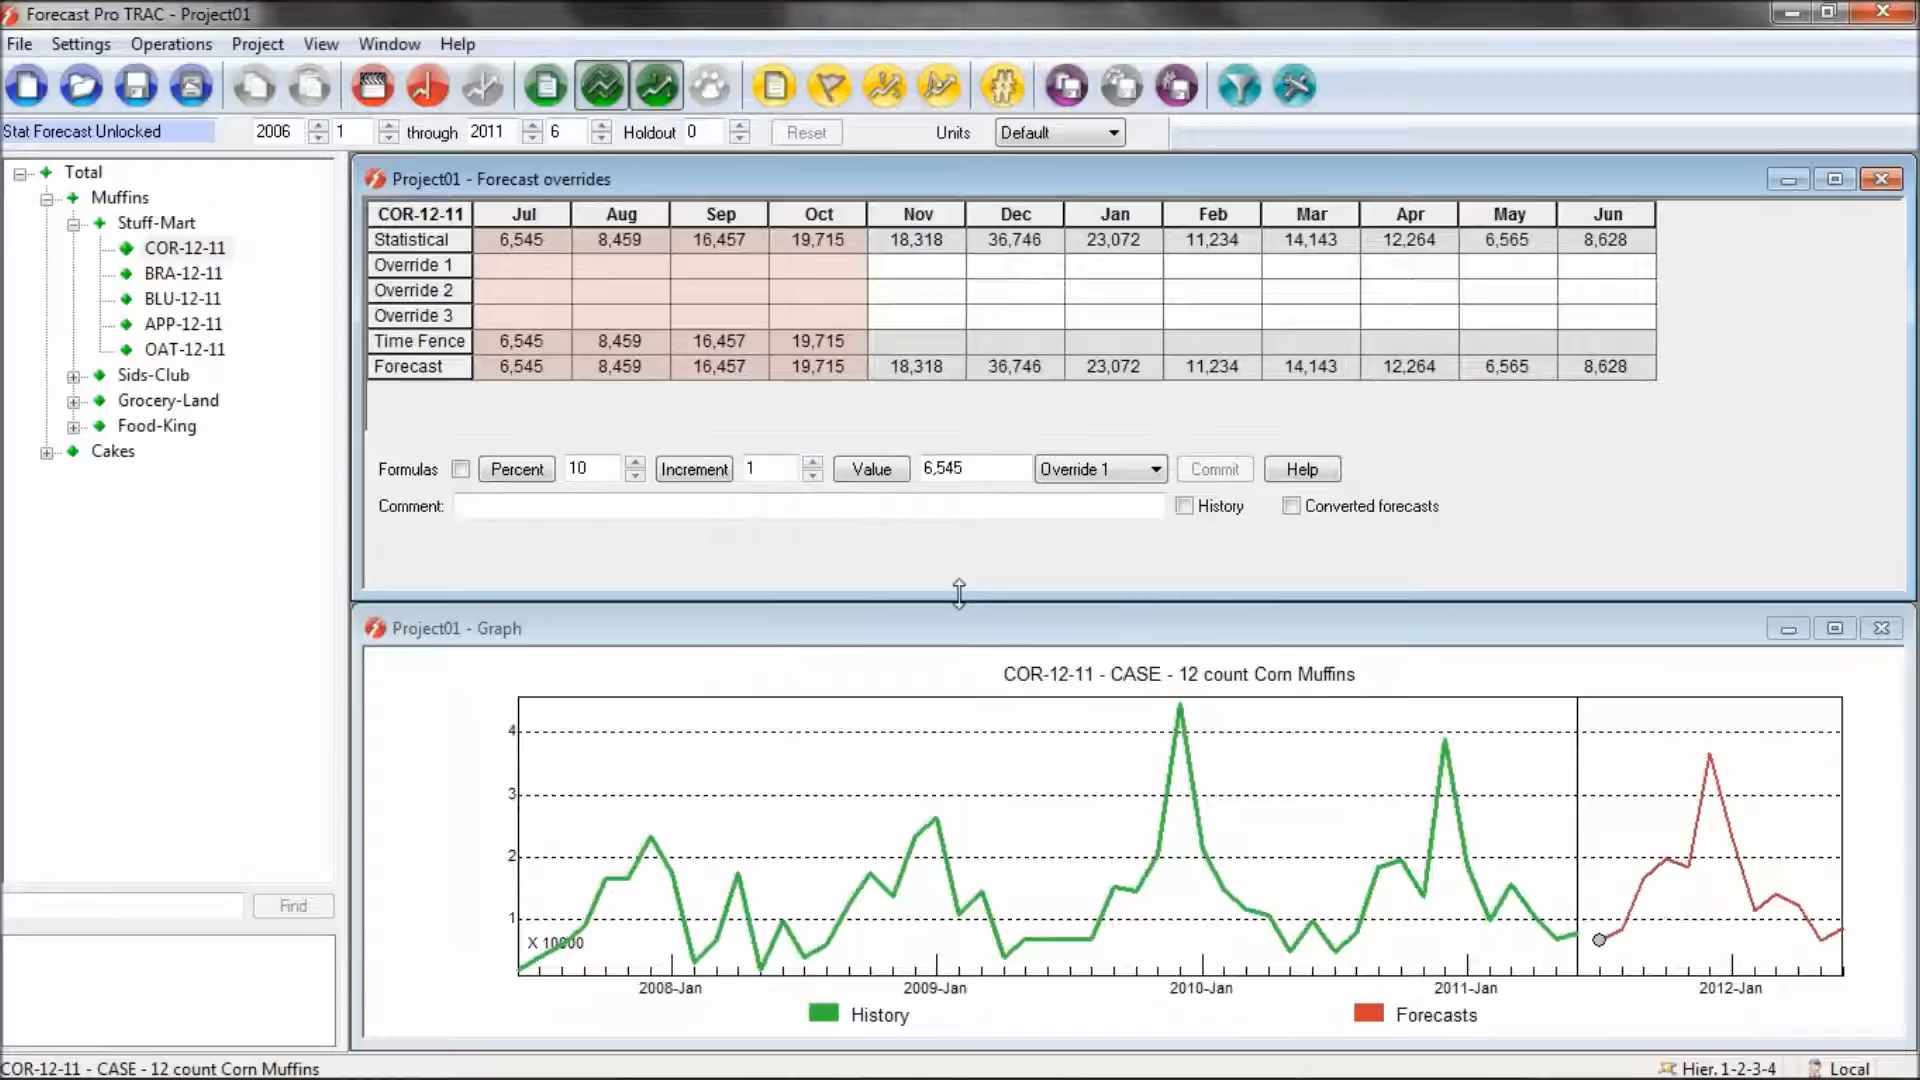 Forecast Pro TRAC - Project01
File Settings Operations Project View Window Help
Stat Forecast Unlocked 2006 1 through 2011 6 Holdout 0 Reset Units Default
Total
Muffins
Stuff-Mart
COR-12-11
BRA-12-11
BLU-12-11
APP-12-11
OAT-12-11
Sids-Club
Grocery-Land
Food-King
Cakes
Find
Project01 - Forecast overrides
COR-12-11 Jul Aug Sep Oct Nov Dec Jan Feb Mar Apr May Jun
Statistical 6,545 8,459 16,457 19,715 18,318 36,746 23,072 11,234 14,143 12,264 6,565 8,628
Override 1
Override 2
Override 3
Time Fence 6,545 8,459 16,457 19,715
Forecast 6,545 8,459 16,457 19,715 18,318 36,746 23,072 11,234 14,143 12,264 6,565 8,628
Formulas Percent 10 Increment 1 Value 6,545 Override 1 Commit Help
Comment: History Converted forecasts
Project01 - Graph
COR-12-11 - CASE - 12 count Corn Muffins
4
3
2
1
X 10000
2008-Jan 2009-Jan 2010-Jan 2011-Jan 2012-Jan
History Forecasts
COR-12-11 - CASE - 12 count Corn Muffins Hier. 1-2-3-4 Local